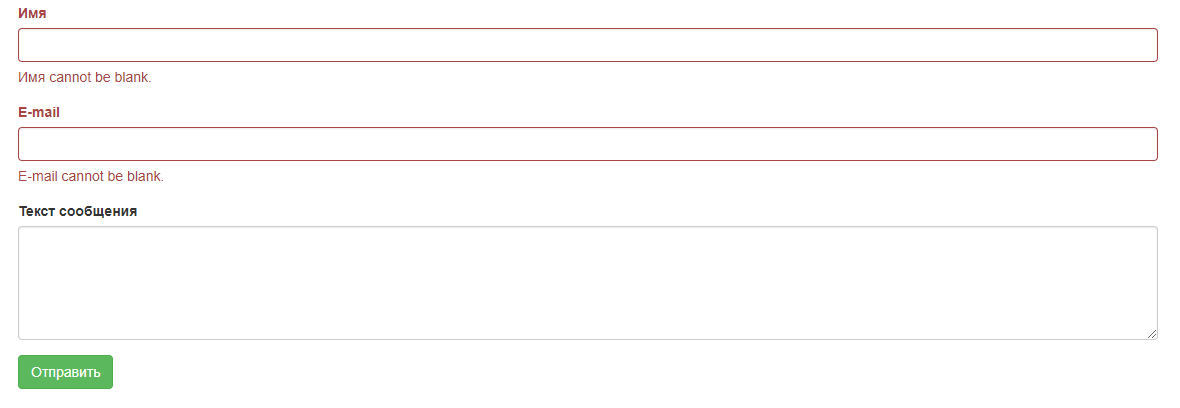 Имя
Имя cannot be blank.
E-mail
E-mail cannot be blank.
Текст сообщения
Отправить